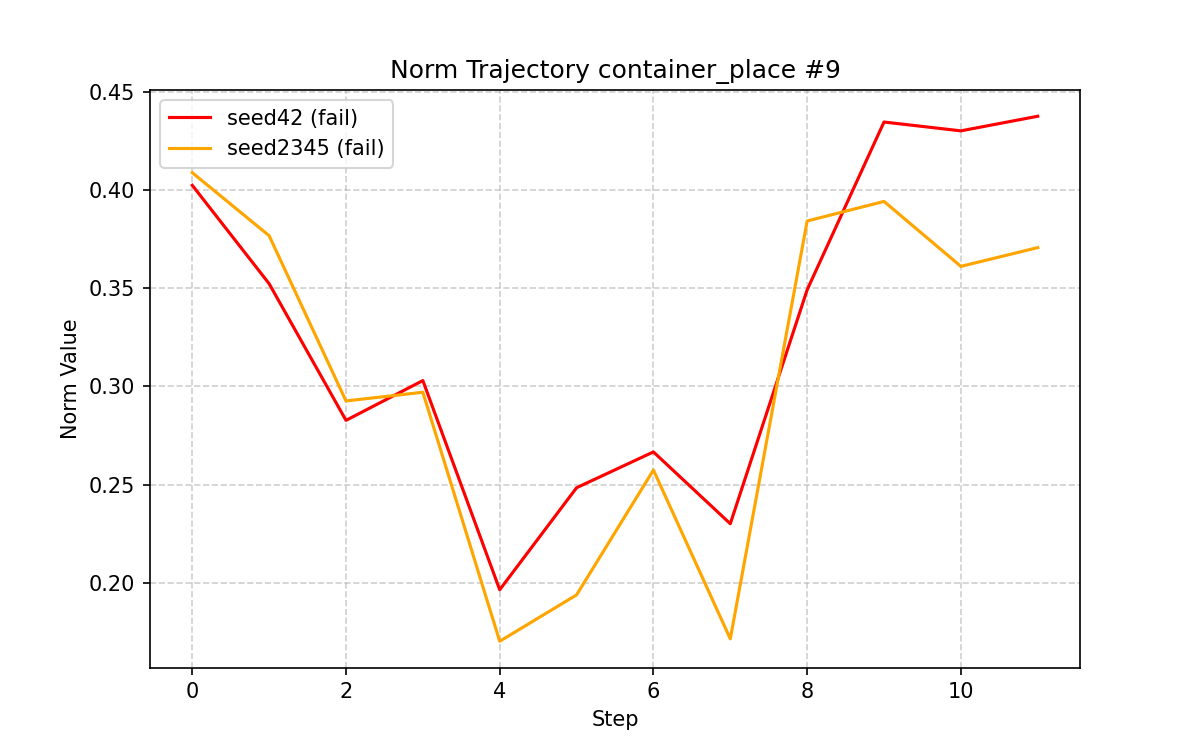 Norm Trajectory container_place #9
seed42 (fail)
seed2345 (fail)
Norm Value
0.45
0.40
0.35
0.30
0.25
0.20
0 2 4 6 8 10
Step